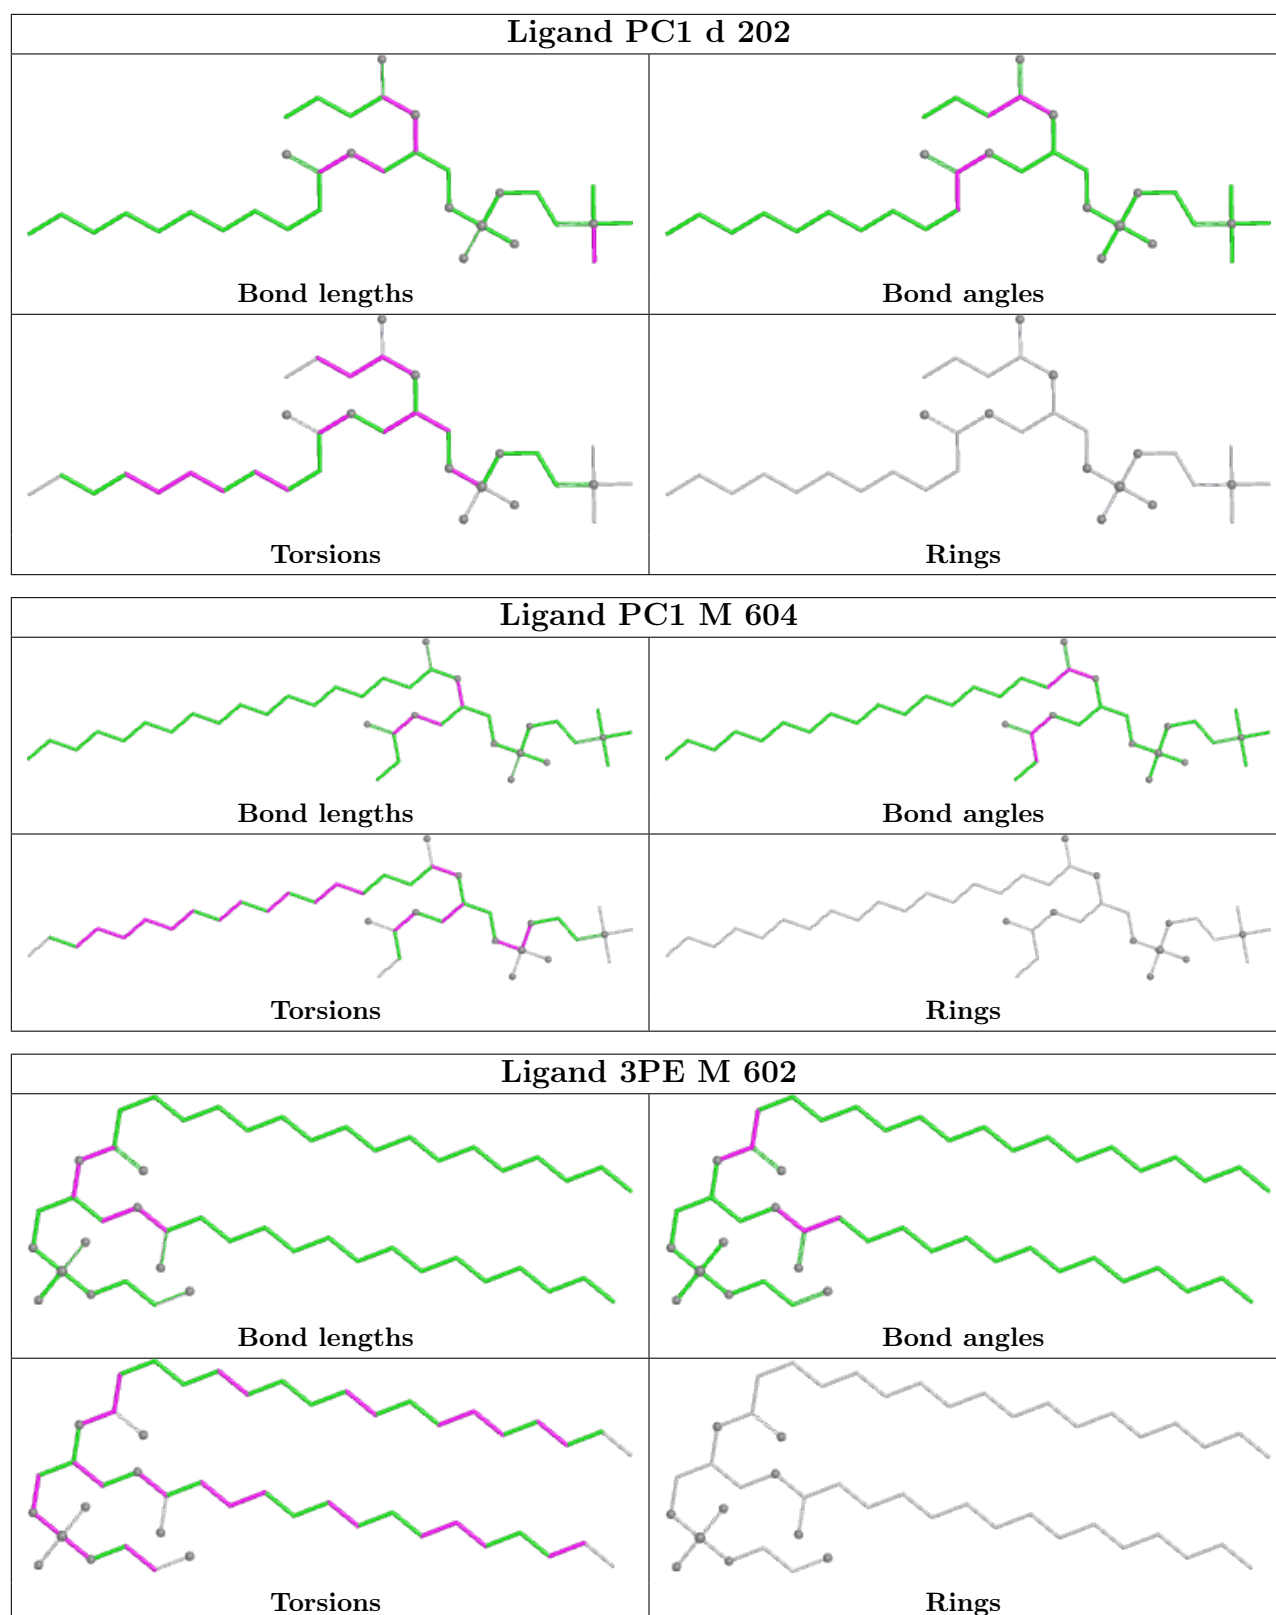 Ligand PC1 d 202
Bond lengths
Bond angles
Torsions
Rings
Ligand PC1 M 604
Bond lengths
Bond angles
Torsions
Rings
Ligand 3PE M 602
Bond lengths
Bond angles
Torsions
Rings